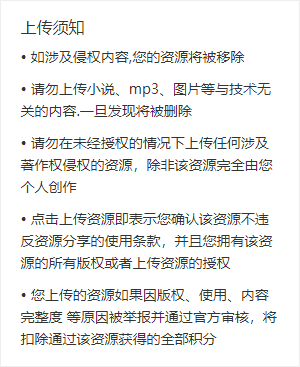 上传须知
• 如涉及侵权内容,您的资源将被移除
• 请勿上传小说、mp3、图片等与技术无
关的内容.一旦发现将被删除
• 请勿在未经授权的情况下上传任何涉及
著作权侵权的资源，除非该资源完全由您
个人创作
• 点击上传资源即表示您确认该资源不违
反资源分享的使用条款，并且您拥有该资
源的所有版权或者上传资源的授权
• 您上传的资源如果因版权、使用、内容
完整度 等原因被举报并通过官方审核，将
扣除通过该资源获得的全部积分